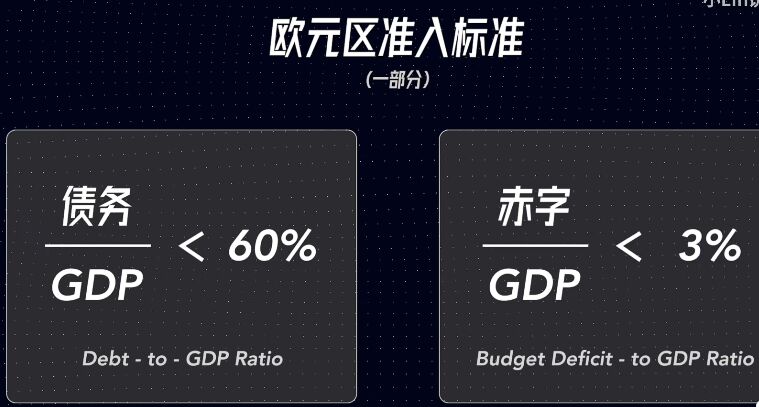 欧元区准入标准
(一部分)
债务
GDP
< 60%
Debt - to - GDP Ratio
赤字
GDP
< 3%
Budget Deficit - to GDP Ratio